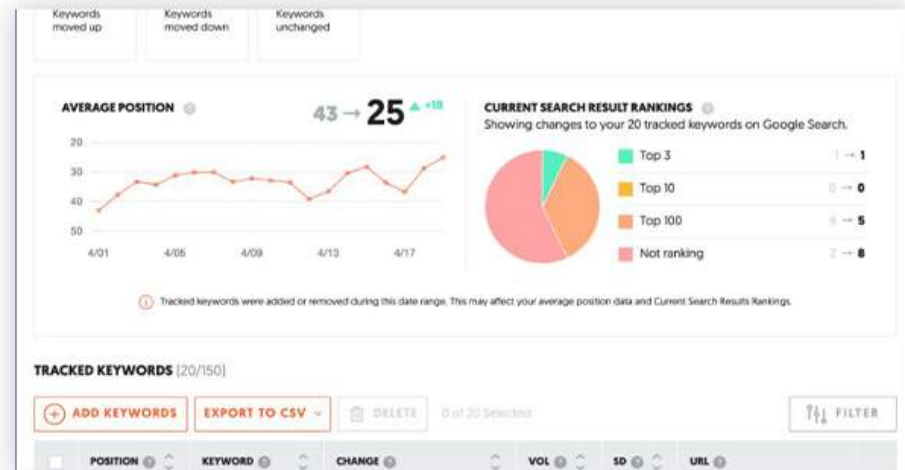 Keywords moved up
Keywords moved down
Keywords unchanged
AVERAGE POSITION
43 → 25 +18
20
30
40
50
4/01 4/05 4/09 4/13 4/17
CURRENT SEARCH RESULT RANKINGS
Showing changes to your 20 tracked keywords on Google Search.
Top 3 1 → 1
Top 10 0 → 0
Top 100 6 → 5
Not ranking 2 → 8
Tracked keywords were added or removed during this date range. This may affect your average position data and Current Search Results Rankings.
TRACKED KEYWORDS [20/150]
ADD KEYWORDS
EXPORT TO CSV
DELETE
0 of 20 Selected
FILTER
POSITION KEYWORD CHANGE VOL SD URL